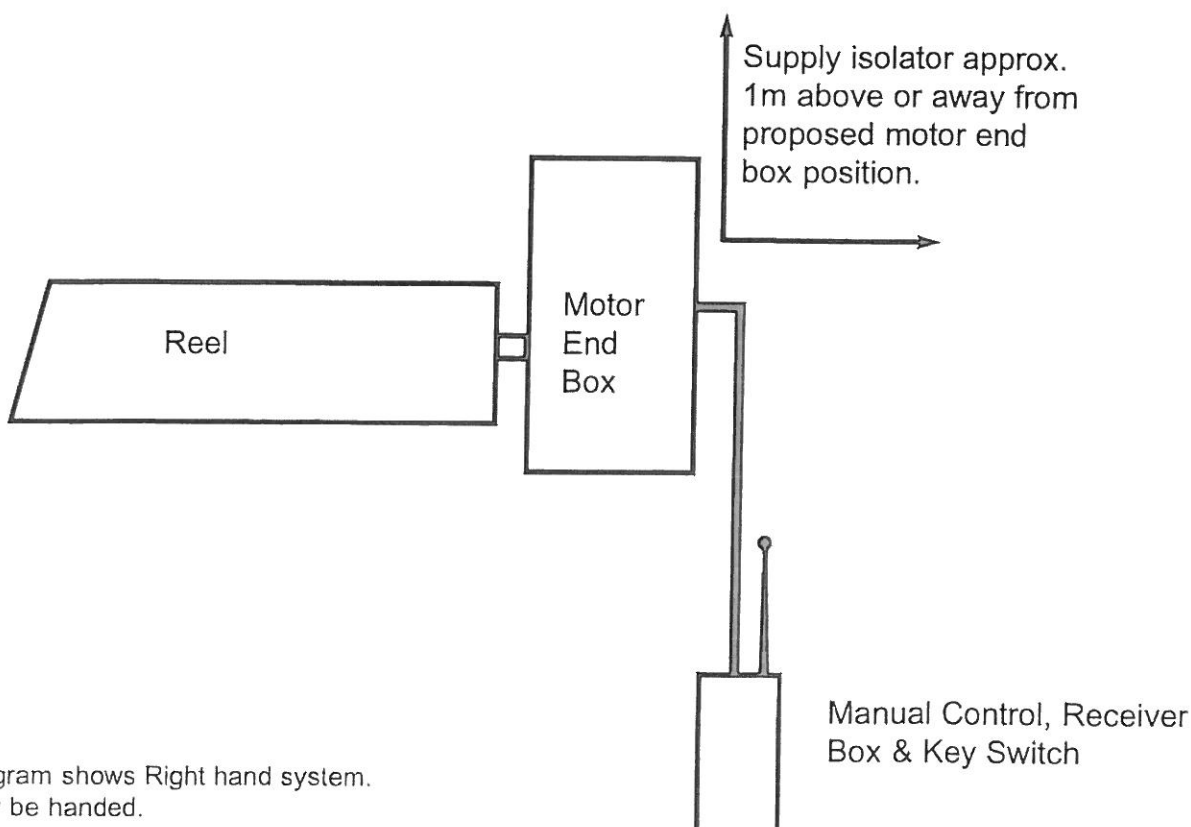 Supply isolator approx.
1m above or away from
proposed motor end
box position.
Reel
Motor
End
Box
Manual Control, Receiver
Box & Key Switch
gram shows Right hand system.
be handed.